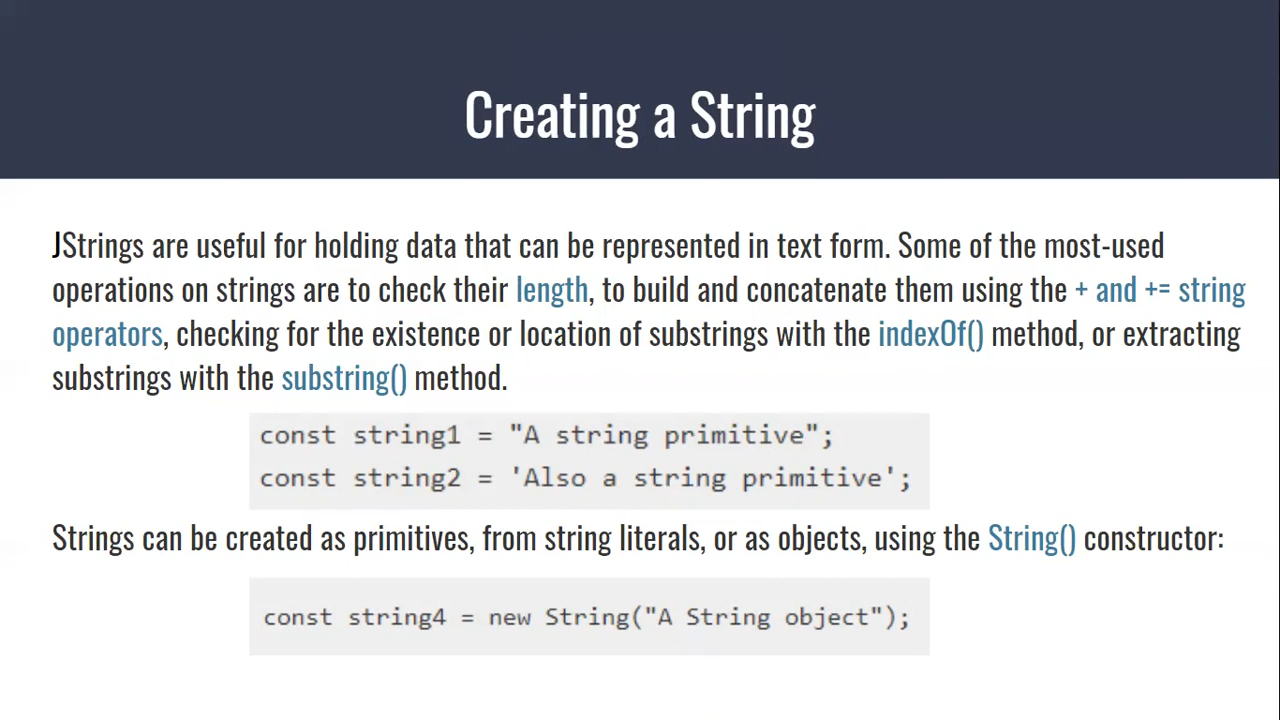 Creating a String
JStrings are useful for holding data that can be represented in text form. Some of the most-used
operations on strings are to check their length, to build and concatenate them using the + and += string
operators, checking for the existence or location of substrings with the indexOf() method, or extracting
substrings with the substring() method.
const string1 = "A string primitive";
const string2 = 'Also a string primitive';
Strings can be created as primitives, from string literals, or as objects, using the String() constructor:
const string4 = new String("A String object");